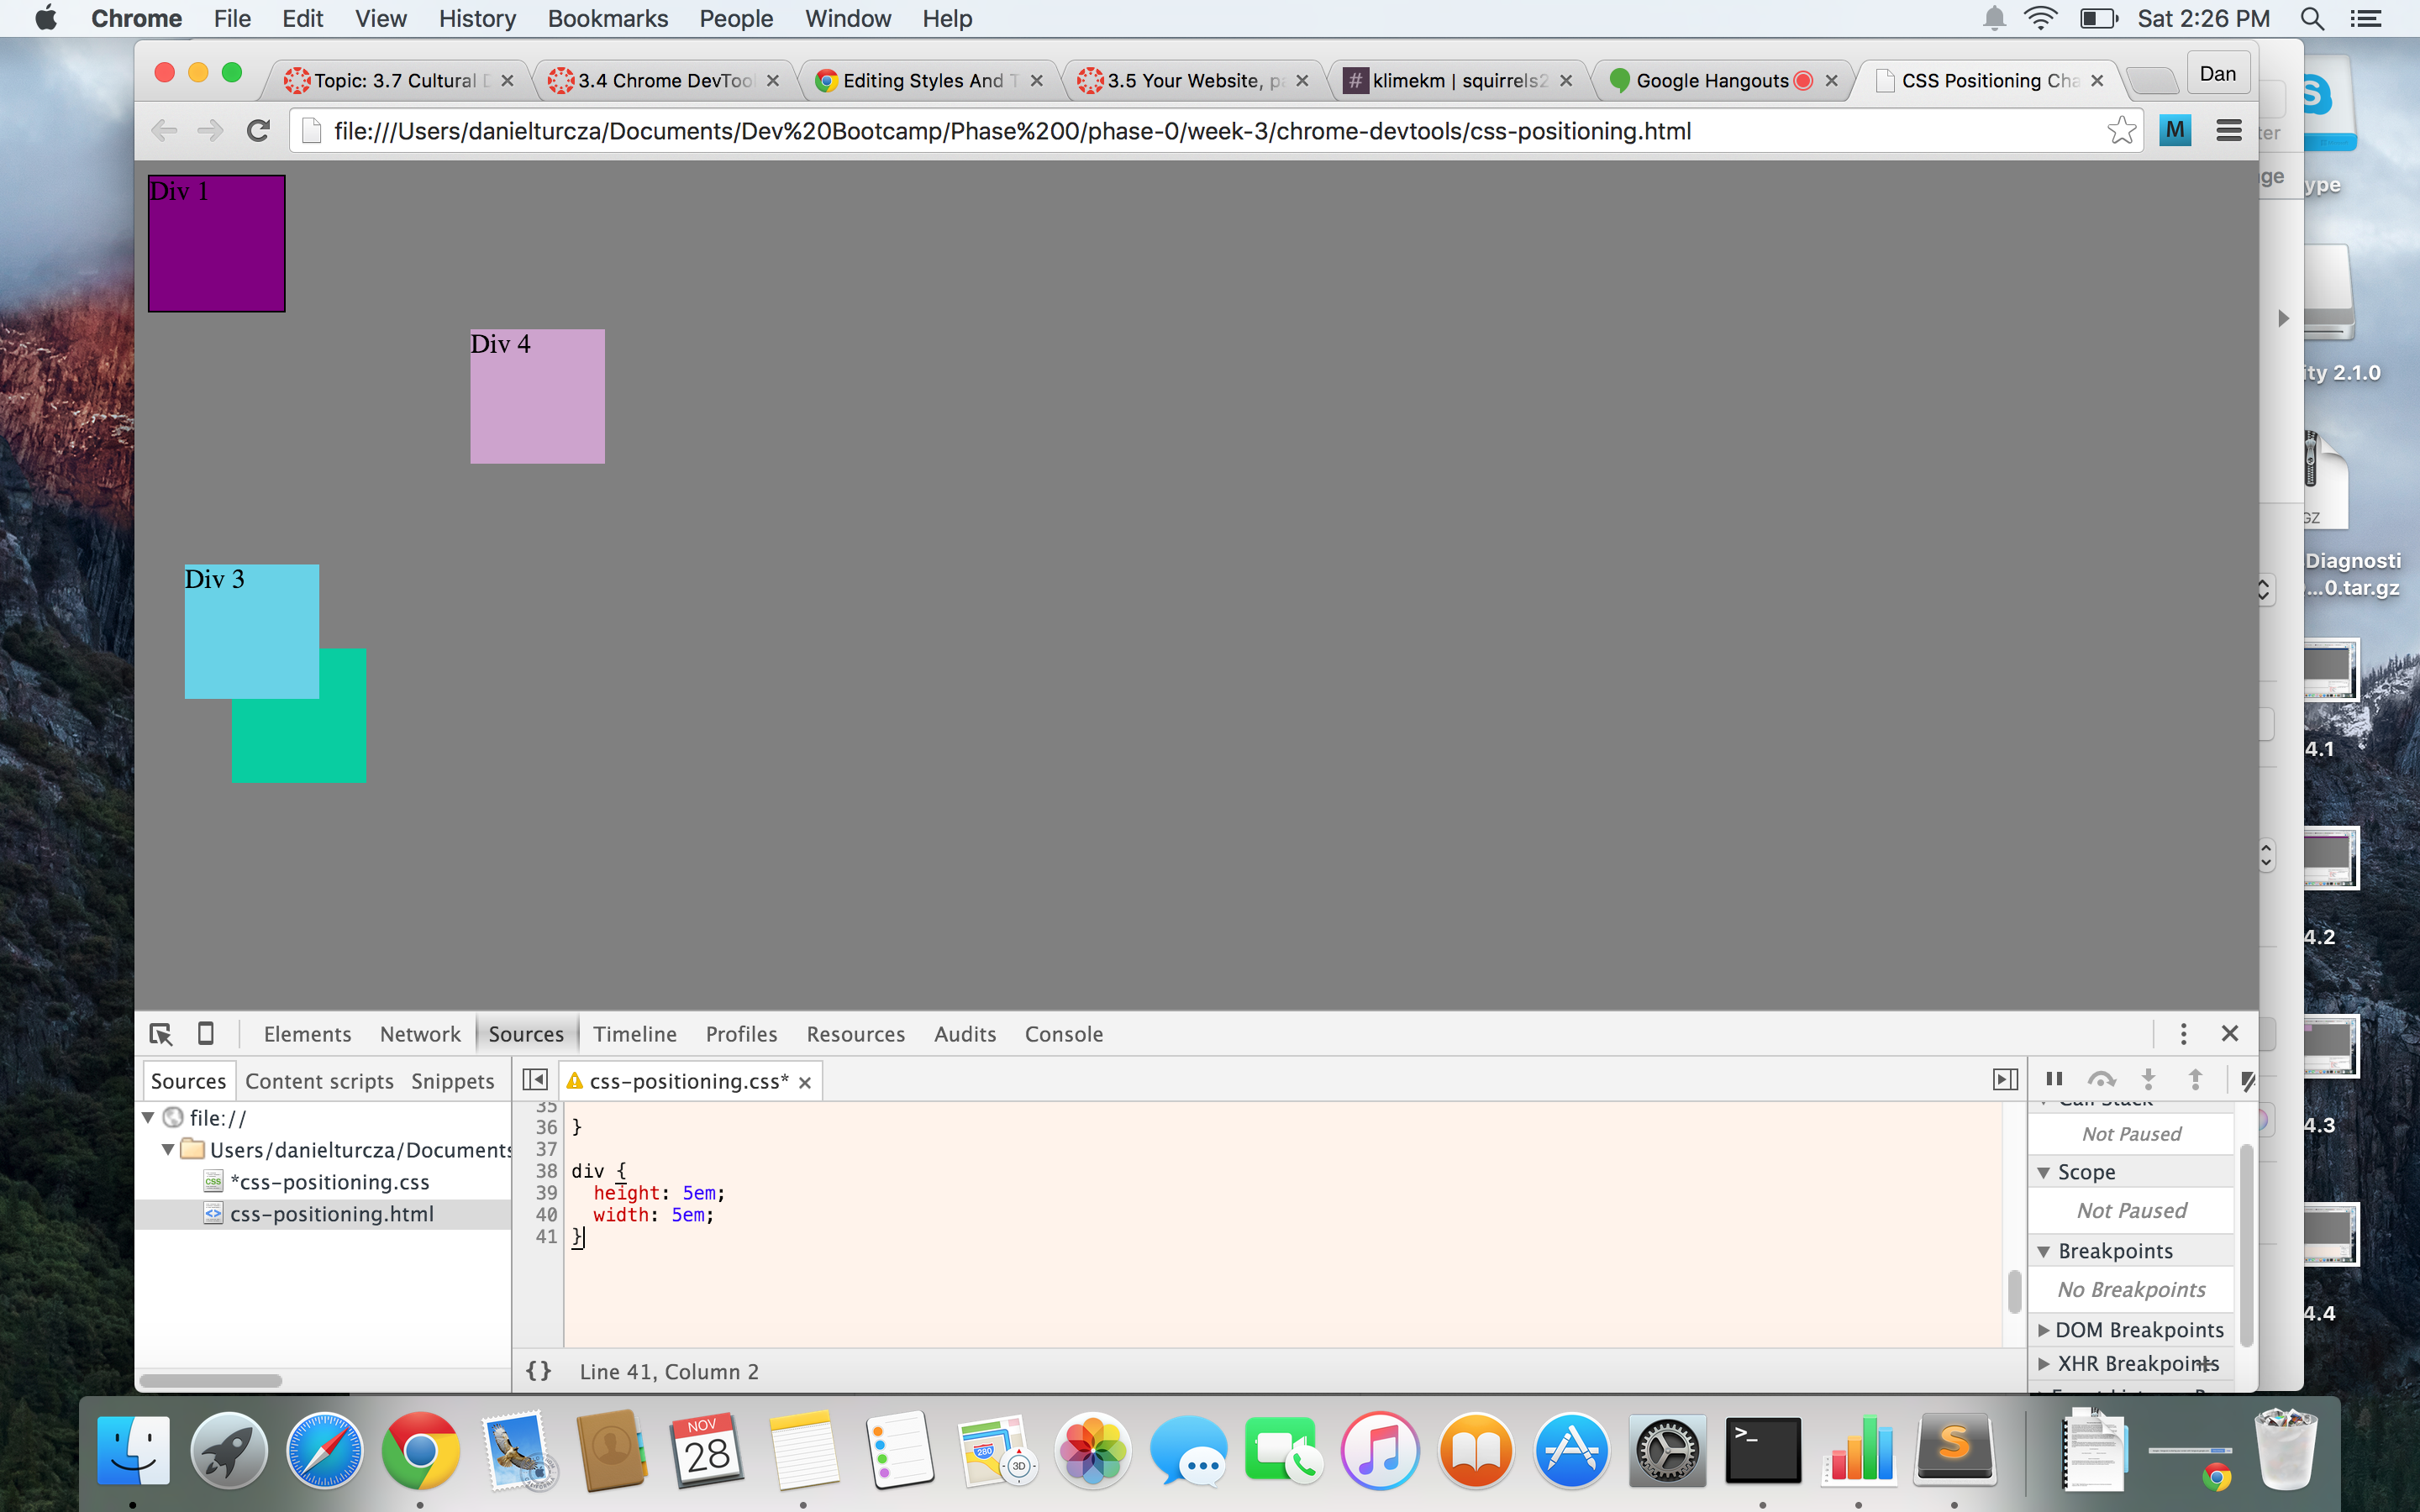 Chrome File Edit View History Bookmarks People Window Help Sat 2:26 PM
Topic: 3.7 Cultural 3.4 Chrome DevToo Editing Styles And T 3.5 Your Website, pa klimekm | squirrels2 Google Hangouts CSS Positioning Cha Dan
file:///Users/danielturcza/Documents/Dev%20Bootcamp/Phase%200/phase-0/week-3/chrome-devtools/css-positioning.html M
ter
ge
ype
Div 1
Div 4
ity 2.1.0
GZ
Diagnosti
...0.tar.gz
Div 3
4.1
4.2
4.3
4.4
Elements Network Sources Timeline Profiles Resources Audits Console
Sources Content scripts Snippets css-positioning.css*
file://
Users/danielturcza/Documents
*css-positioning.css
css-positioning.html
35
36 }
37
38 div {
39 height: 5em;
40 width: 5em;
41 }
{} Line 41, Column 2
Call Stack
Not Paused
Scope
Not Paused
Breakpoints
No Breakpoints
DOM Breakpoints
XHR Breakpoints
NOV
28
280
3D
>_
S